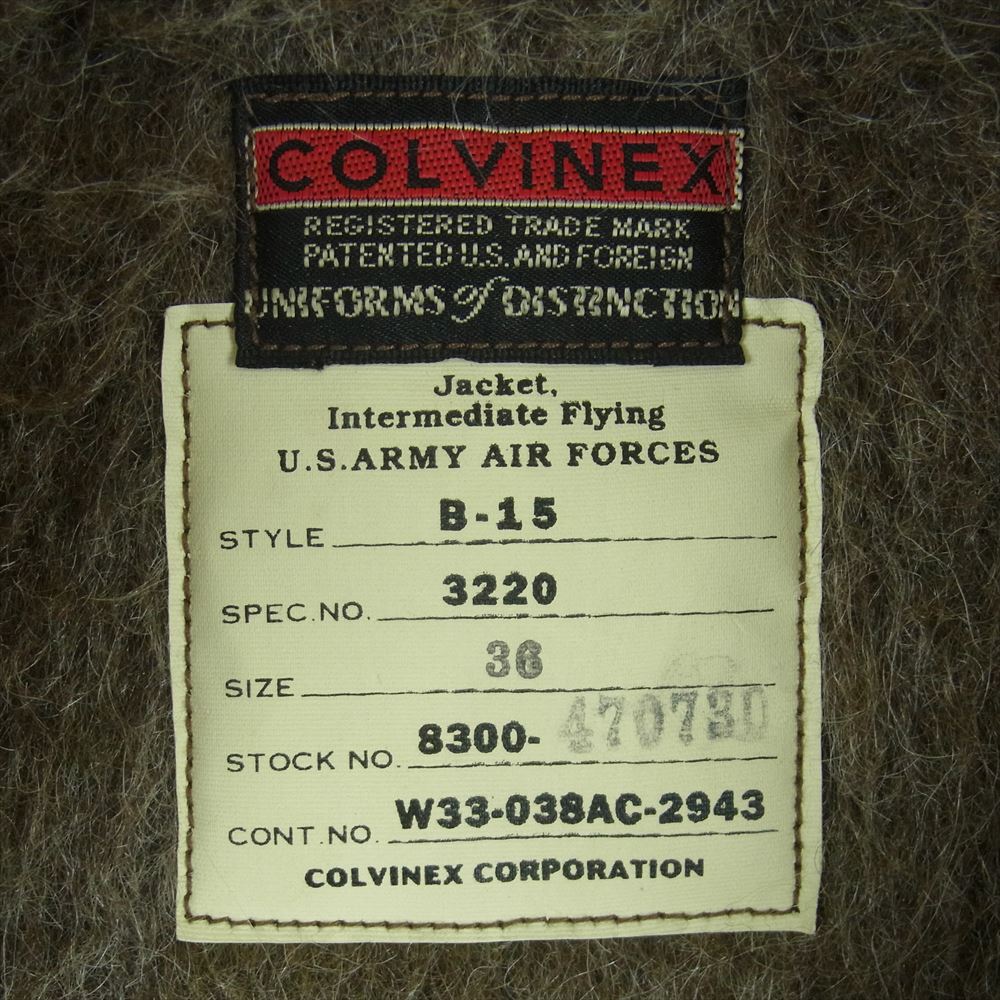 COLVINEX
REGISTERED TRADE MARK
PATENTED U.S. AND FOREIGN
UNIFORMS of DISTINCTION
Jacket,
Intermediate Flying
U.S.ARMY AIR FORCES
STYLE B-15
SPEC.NO. 3220
SIZE 36
STOCK NO. 8300- 470730
CONT.NO. W33-038AC-2943
COLVINEX CORPORATION